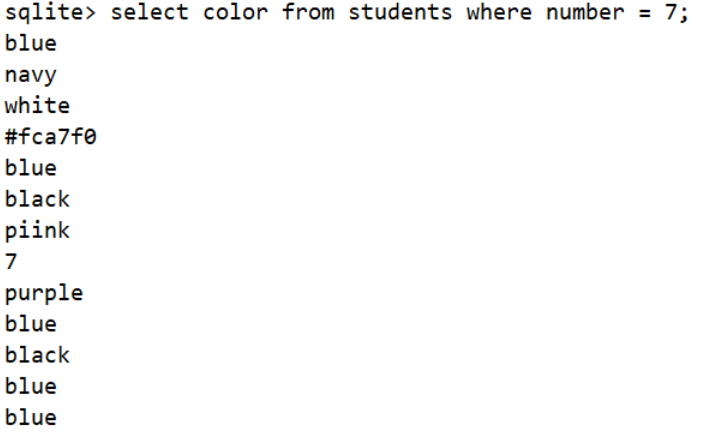 sqlite> select color from students where number = 7;
blue
navy
white
#fca7f0
blue
black
piink
7
purple
blue
black
blue
blue